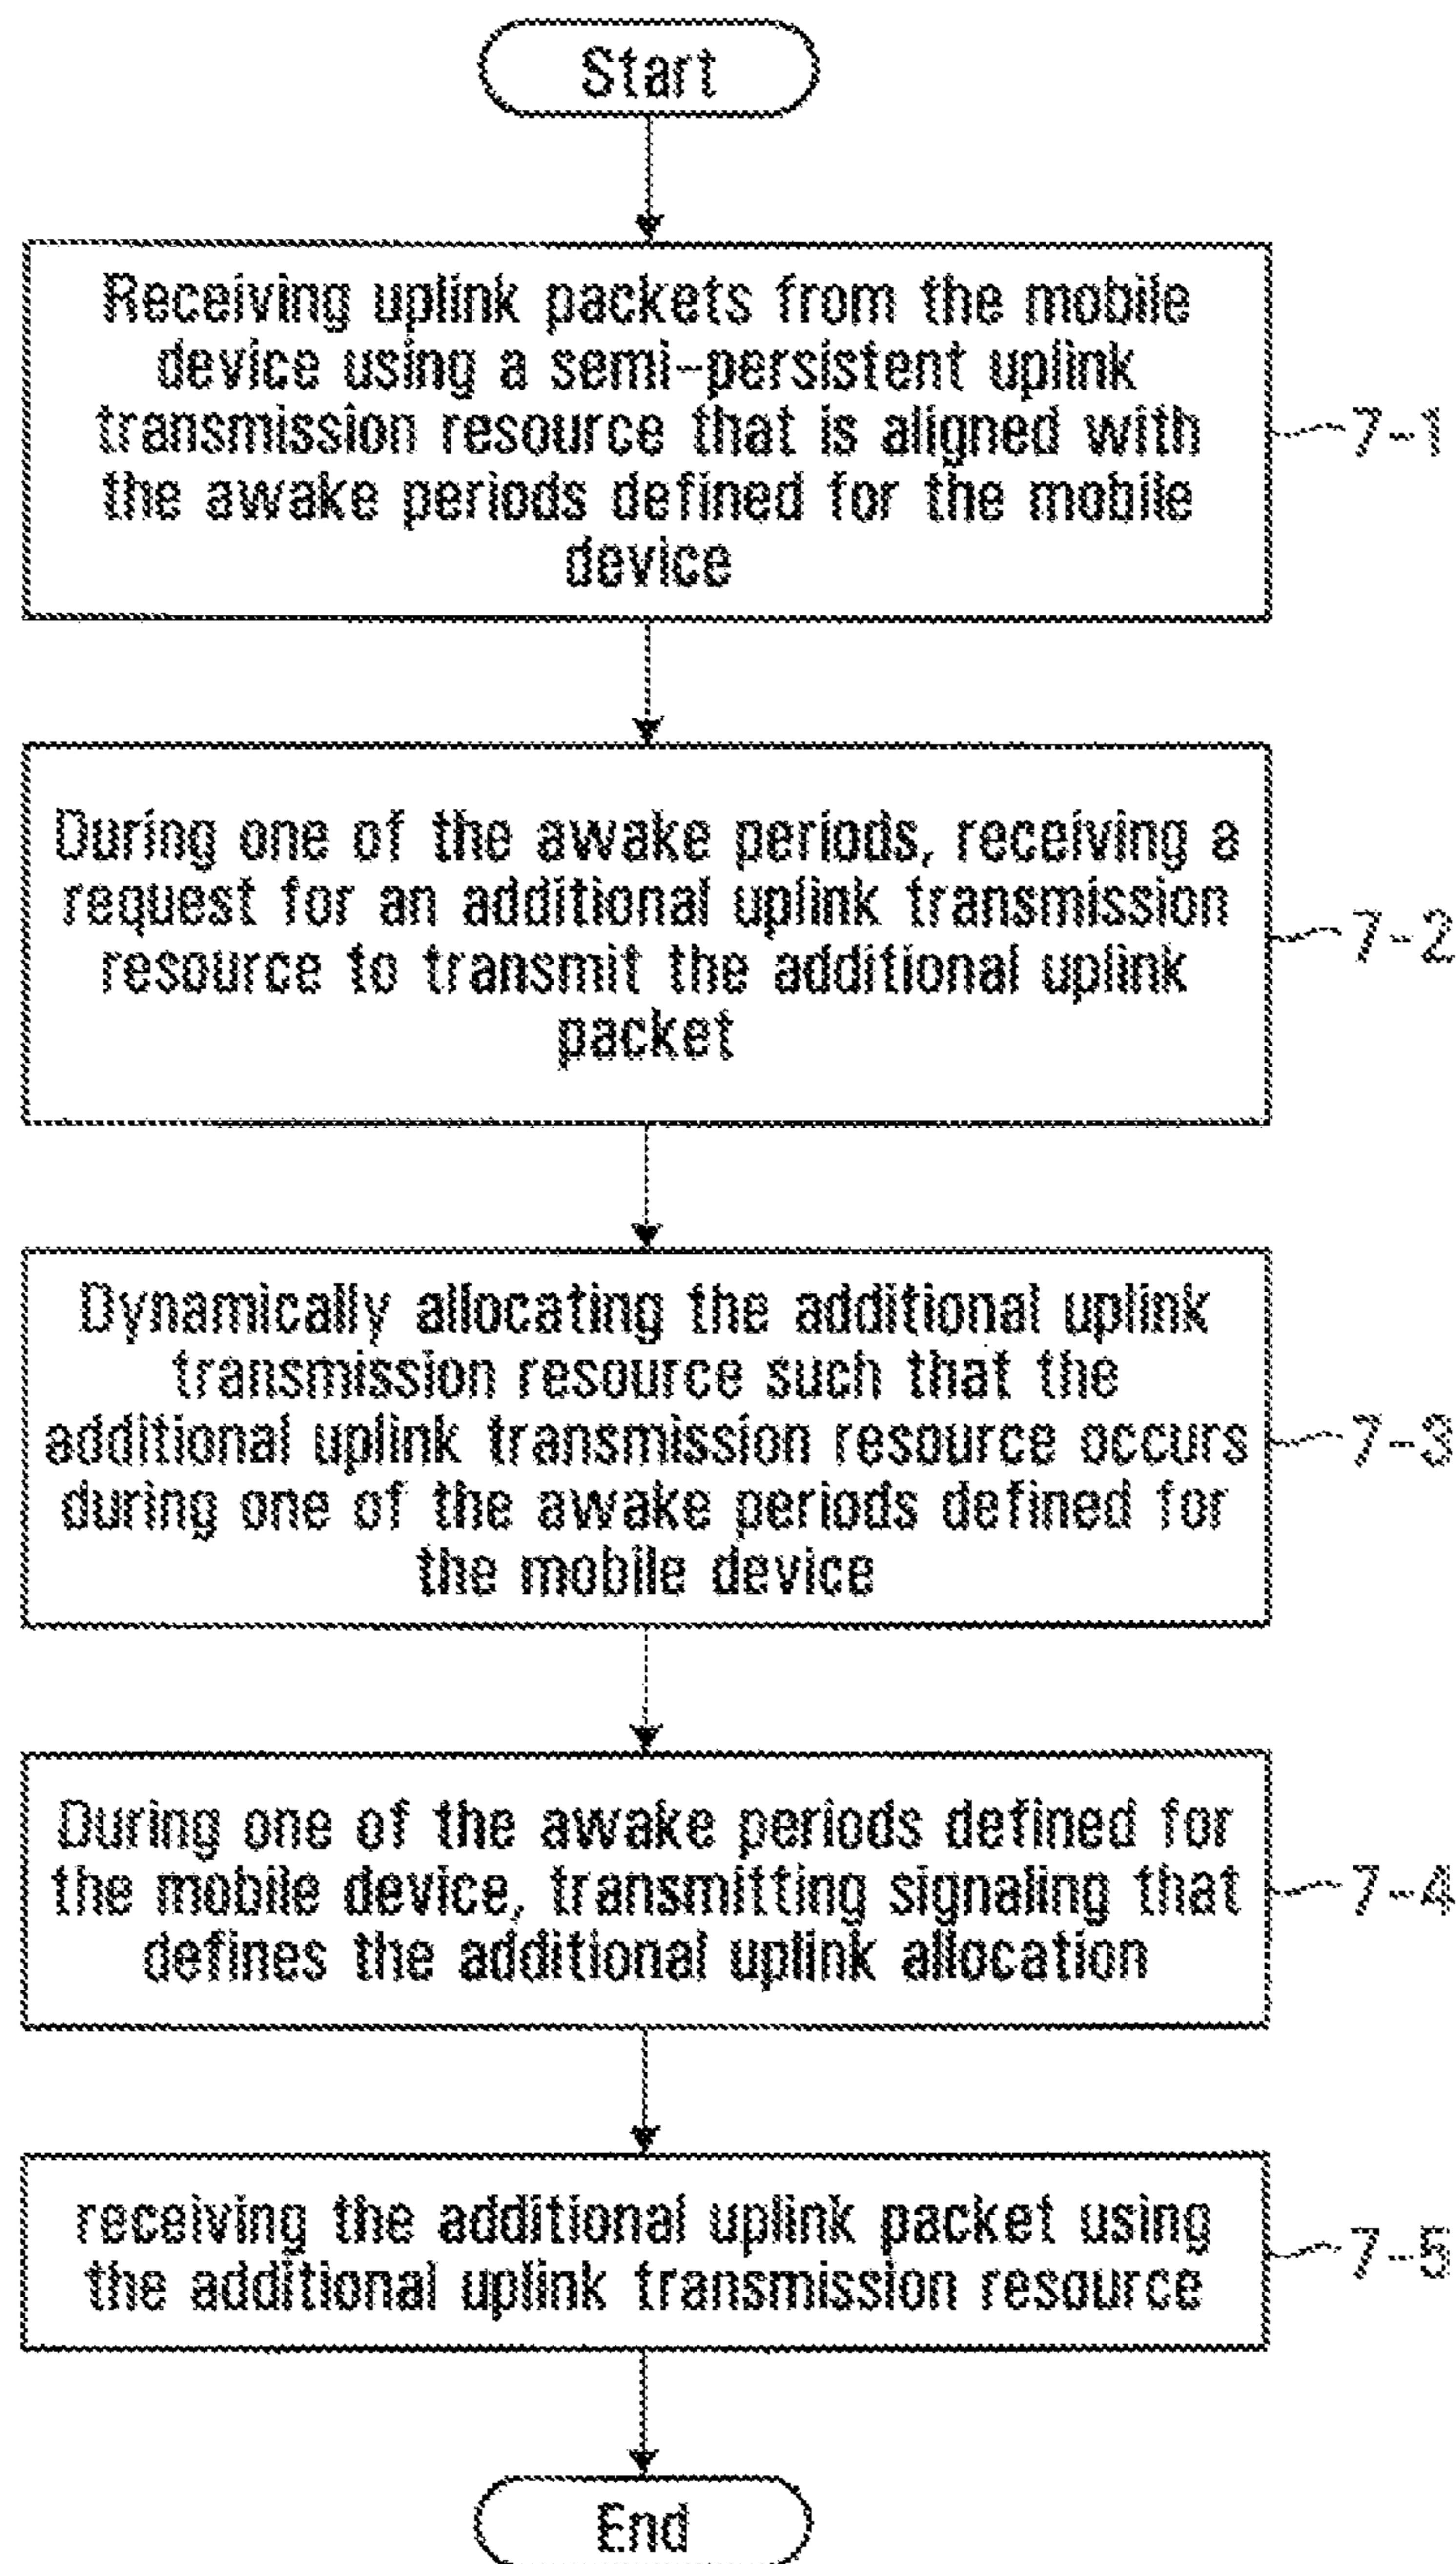 Start
Receiving uplink packets from the mobile
device using a semi-persistent uplink
transmission resource that is aligned with
the awake periods defined for the mobile
device
7-1
During one of the awake periods, receiving a
request for an additional uplink transmission
resource to transmit the additional uplink
packet
7-2
Dynamically allocating the additional uplink
transmission resource such that the
additional uplink transmission resource occurs
during one of the awake periods defined for
the mobile device
7-3
During one of the awake periods defined for
the mobile device, transmitting signaling that
defines the additional uplink allocation
7-4
receiving the additional uplink packet using
the additional uplink transmission resource
7-5
End